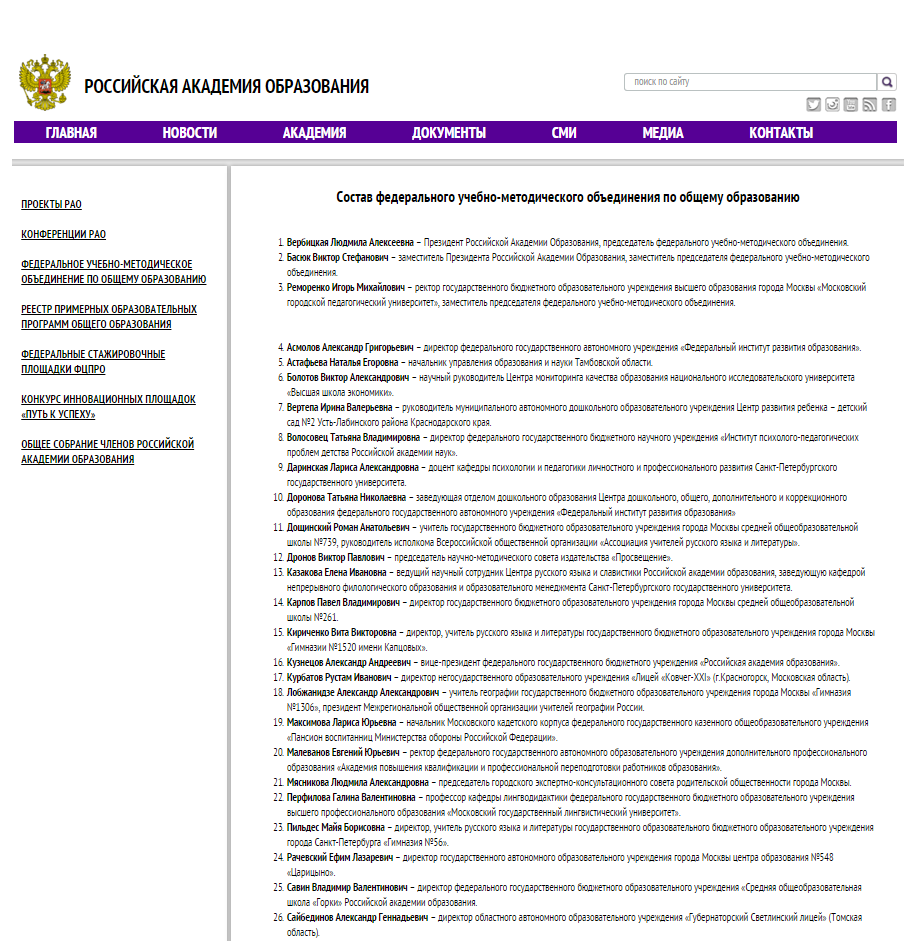 РОССИЙСКАЯ АКАДЕМИЯ ОБРАЗОВАНИЯ
поиск по сайту
ГЛАВНАЯ НОВОСТИ АКАДЕМИЯ ДОКУМЕНТЫ СМИ МЕДИА КОНТАКТЫ
ПРОЕКТЫ РАО
КОНФЕРЕНЦИИ РАО
ФЕДЕРАЛЬНОЕ УЧЕБНО-МЕТОДИЧЕСКОЕ
ОБЪЕДИНЕНИЕ ПО ОБЩЕМУ ОБРАЗОВАНИЮ
РЕЕСТР ПРИМЕРНЫХ ОБРАЗОВАТЕЛЬНЫХ
ПРОГРАММ ОБЩЕГО ОБРАЗОВАНИЯ
ФЕДЕРАЛЬНЫЕ СТАЖИРОВОЧНЫЕ
ПЛОЩАДКИ ФЦПРО
КОНКУРС ИННОВАЦИОННЫХ ПЛОЩАДОК
«ПУТЬ К УСПЕХУ»
ОБЩЕЕ СОБРАНИЕ ЧЛЕНОВ РОССИЙСКОЙ
АКАДЕМИИ ОБРАЗОВАНИЯ
Состав федерального учебно-методического объединения по общему образованию
1. Вербицкая Людмила Алексеевна – Президент Российской Академии Образования, председатель федерального учебно-методического объединения.
2. Басюк Виктор Стефанович – заместитель Президента Российской Академии Образования, заместитель председателя федерального учебно-методического
объединения.
3. Реморенко Игорь Михайлович – ректор государственного бюджетного образовательного учреждения высшего образования города Москвы «Московский
городской педагогический университет», заместитель председателя федерального учебно-методического объединения.
4. Асмолов Александр Григорьевич – директор федерального государственного автономного учреждения «Федеральный институт развития образования».
5. Астафьева Наталья Егоровна – начальник управления образования и науки Тамбовской области.
6. Болотов Виктор Александрович – научный руководитель Центра мониторинга качества образования национального исследовательского университета
«Высшая школа экономики».
7. Вертепа Ирина Валерьевна – руководитель муниципального автономного дошкольного образовательного учреждения Центр развития ребенка – детский
сад №2 Усть-Лабинского района Краснодарского края.
8. Волосовец Татьяна Владимировна – директор федерального государственного бюджетного научного учреждения «Институт психолого-педагогических
проблем детства Российской академии наук».
9. Даринская Лариса Александровна – доцент кафедры психологии и педагогики личностного и профессионального развития Санкт-Петербургского
государственного университета.
10. Доронова Татьяна Николаевна – заведующая отделом дошкольного образования Центра дошкольного, общего, дополнительного и коррекционного
образования федерального государственного автономного учреждения «Федеральный институт развития образования»
11. Дощинский Роман Анатольевич – учитель государственного бюджетного образовательного учреждения города Москвы средней общеобразовательной
школы №739, руководитель исполкома Всероссийской общественной организации «Ассоциация учителей русского языка и литературы».
12. Дронов Виктор Павлович – председатель научно-методического совета издательства «Просвещение».
13. Казакова Елена Ивановна – ведущий научный сотрудник Центра русского языка и славистики Российской академии образования, заведующую кафедрой
непрерывного филологического образования и образовательного менеджмента Санкт-Петербургского государственного университета.
14. Карпов Павел Владимирович – директор государственного бюджетного образовательного учреждения города Москвы средней общеобразовательной
школы №261.
15. Кириченко Вита Викторовна – директор, учитель русского языка и литературы государственного бюджетного образовательного учреждения города Москвы
«Гимназии №1520 имени Капцовых».
16. Кузнецов Александр Андреевич – вице-президент федерального государственного бюджетного учреждения «Российская академия образования».
17. Курбатов Рустам Иванович – директор негосударственного образовательного учреждения «Лицей «Ковчег-XXI» (г.Красногорск, Московская область).
18. Лобжанидзе Александр Александрович – учитель географии государственного бюджетного образовательного учреждения города Москвы «Гимназия
№1306», президент Межрегиональной общественной организации учителей географии России.
19. Максимова Лариса Юрьевна – начальник Московского кадетского корпуса федерального государственного казенного общеобразовательного учреждения
«Пансион воспитанниц Министерства обороны Российской Федерации».
20. Малеванов Евгений Юрьевич – ректор федерального государственного автономного образовательного учреждения дополнительного профессионального
образования «Академия повышения квалификации и профессиональной переподготовки работников образования».
21. Мясникова Людмила Александровна – председатель городского экспертно-консультационного совета родительской общественности города Москвы.
22. Перфилова Галина Валентиновна – профессор кафедры лингводидактики федерального государственного бюджетного образовательного учреждения
высшего профессионального образования «Московский государственный лингвистический университет».
23. Пильдес Майя Борисовна – директор, учитель русского языка и литературы государственного образовательного бюджетного образовательного учреждения
города Санкт-Петербурга «Гимназия №56».
24. Рачевский Ефим Лазаревич – директор государственного автономного образовательного учреждения города Москвы центра образования №548
«Царицыно».
25. Савин Владимир Валентинович – директор федерального государственного бюджетного образовательного учреждения «Средняя общеобразовательная
школа «Горки» Российской академии образования.
26. Сайбединов Александр Геннадьевич – директор областного автономного образовательного учреждения «Губернаторский Светлинский лицей» (Томская
область).